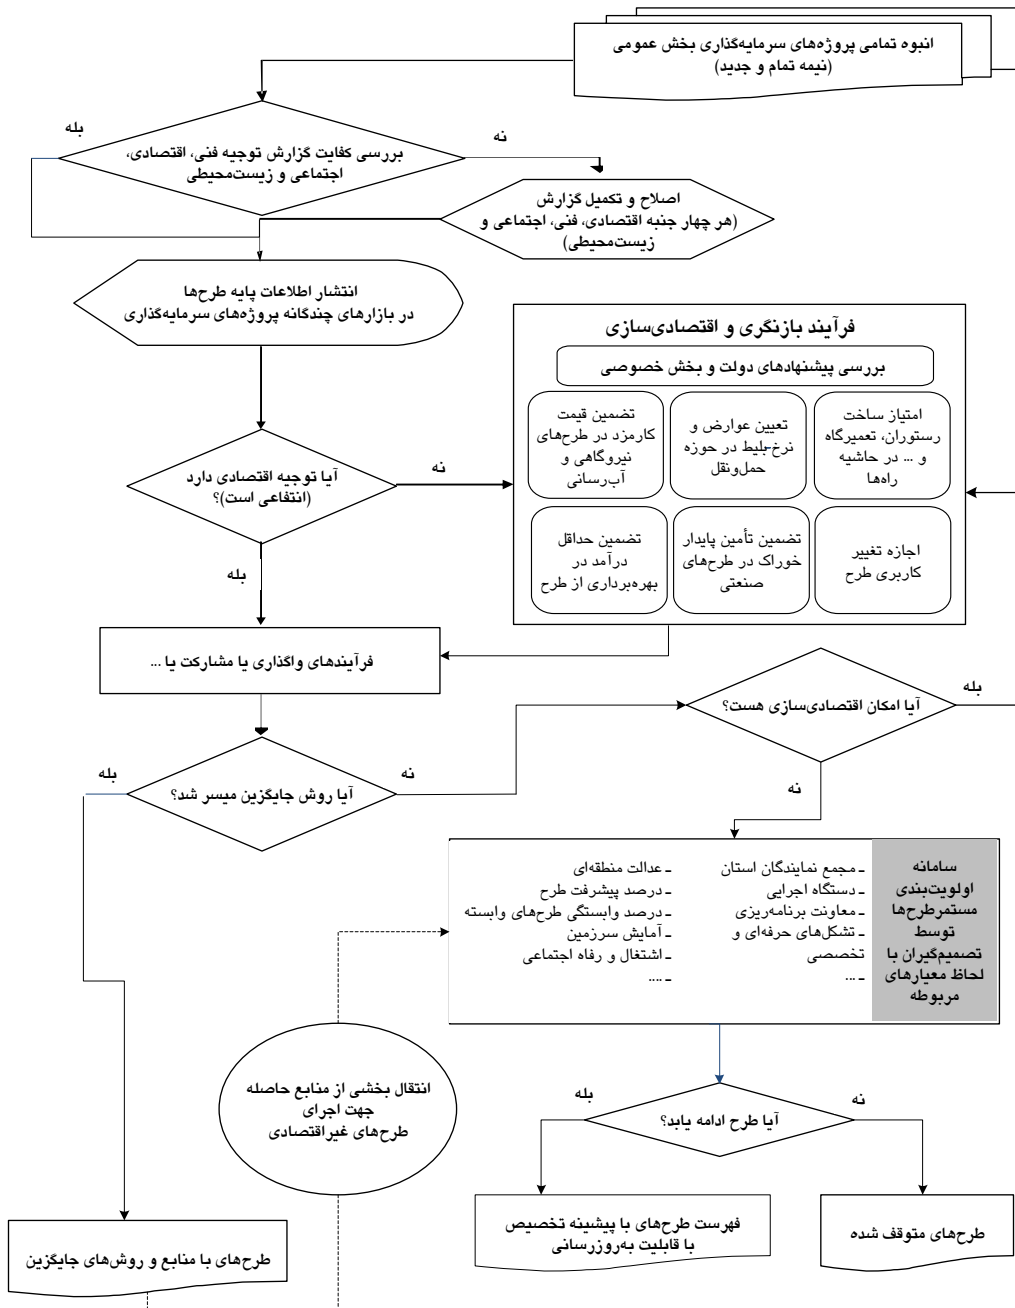 انبوه تمامی پروژه‌های سرمایه‌گذاری بخش عمومی
(نیمه تمام و جدید)
بله
نه
بررسی کفایت گزارش توجیه فنی، اقتصادی،
اجتماعی و زیست‌محیطی
اصلاح و تکمیل گزارش
(هر چهار جنبه اقتصادی، فنی، اجتماعی و
زیست‌محیطی)
انتشار اطلاعات پایه طرح‌ها
در بازارهای چندگانه پروژه‌های سرمایه‌گذاری
فرآیند بازنگری و اقتصادی‌سازی
بررسی پیشنهادهای دولت و بخش خصوصی
امتیاز ساخت
رستوران، تعمیرگاه
و ... در حاشیه
راه‌ها
تعیین عوارض و
نرخ‌بلیط در حوزه
حمل‌ونقل
تضمین قیمت
کارمزد در طرح‌های
نیروگاهی و
آب‌رسانی
اجازه تغییر
کاربری طرح
تضمین تأمین پایدار
خوراک در طرح‌های
صنعتی
تضمین حداقل
درآمد در
بهره‌برداری از طرح
آیا توجیه اقتصادی دارد
(انتفاعی است)؟
نه
بله
فرآیندهای واگذاری یا مشارکت یا ...
آیا امکان اقتصادی‌سازی هست؟
بله
نه
آیا روش جایگزین میسر شد؟
بله
نه
سامانه
اولویت‌بندی
مستمرطرح‌ها
توسط
تصمیم‌گیران با
لحاظ معیارهای
مربوطه
ـ مجمع نمایندگان استان
ـ دستگاه اجرایی
ـ معاونت برنامه‌ریزی
ـ تشکل‌های حرفه‌ای و
تخصصی
ـ ...
ـ عدالت منطقه‌ای
ـ درصد پیشرفت طرح
ـ درصد وابستگی طرح‌های وابسته
ـ آمایش سرزمین
ـ اشتغال و رفاه اجتماعی
ـ ....
انتقال بخشی از منابع حاصله
جهت اجرای
طرح‌های غیراقتصادی
آیا طرح ادامه یابد؟
بله
نه
طرح‌های متوقف شده
فهرست طرح‌های با پیشینه تخصیص
با قابلیت به‌روزرسانی
طرح‌های با منابع و روش‌های جایگزین